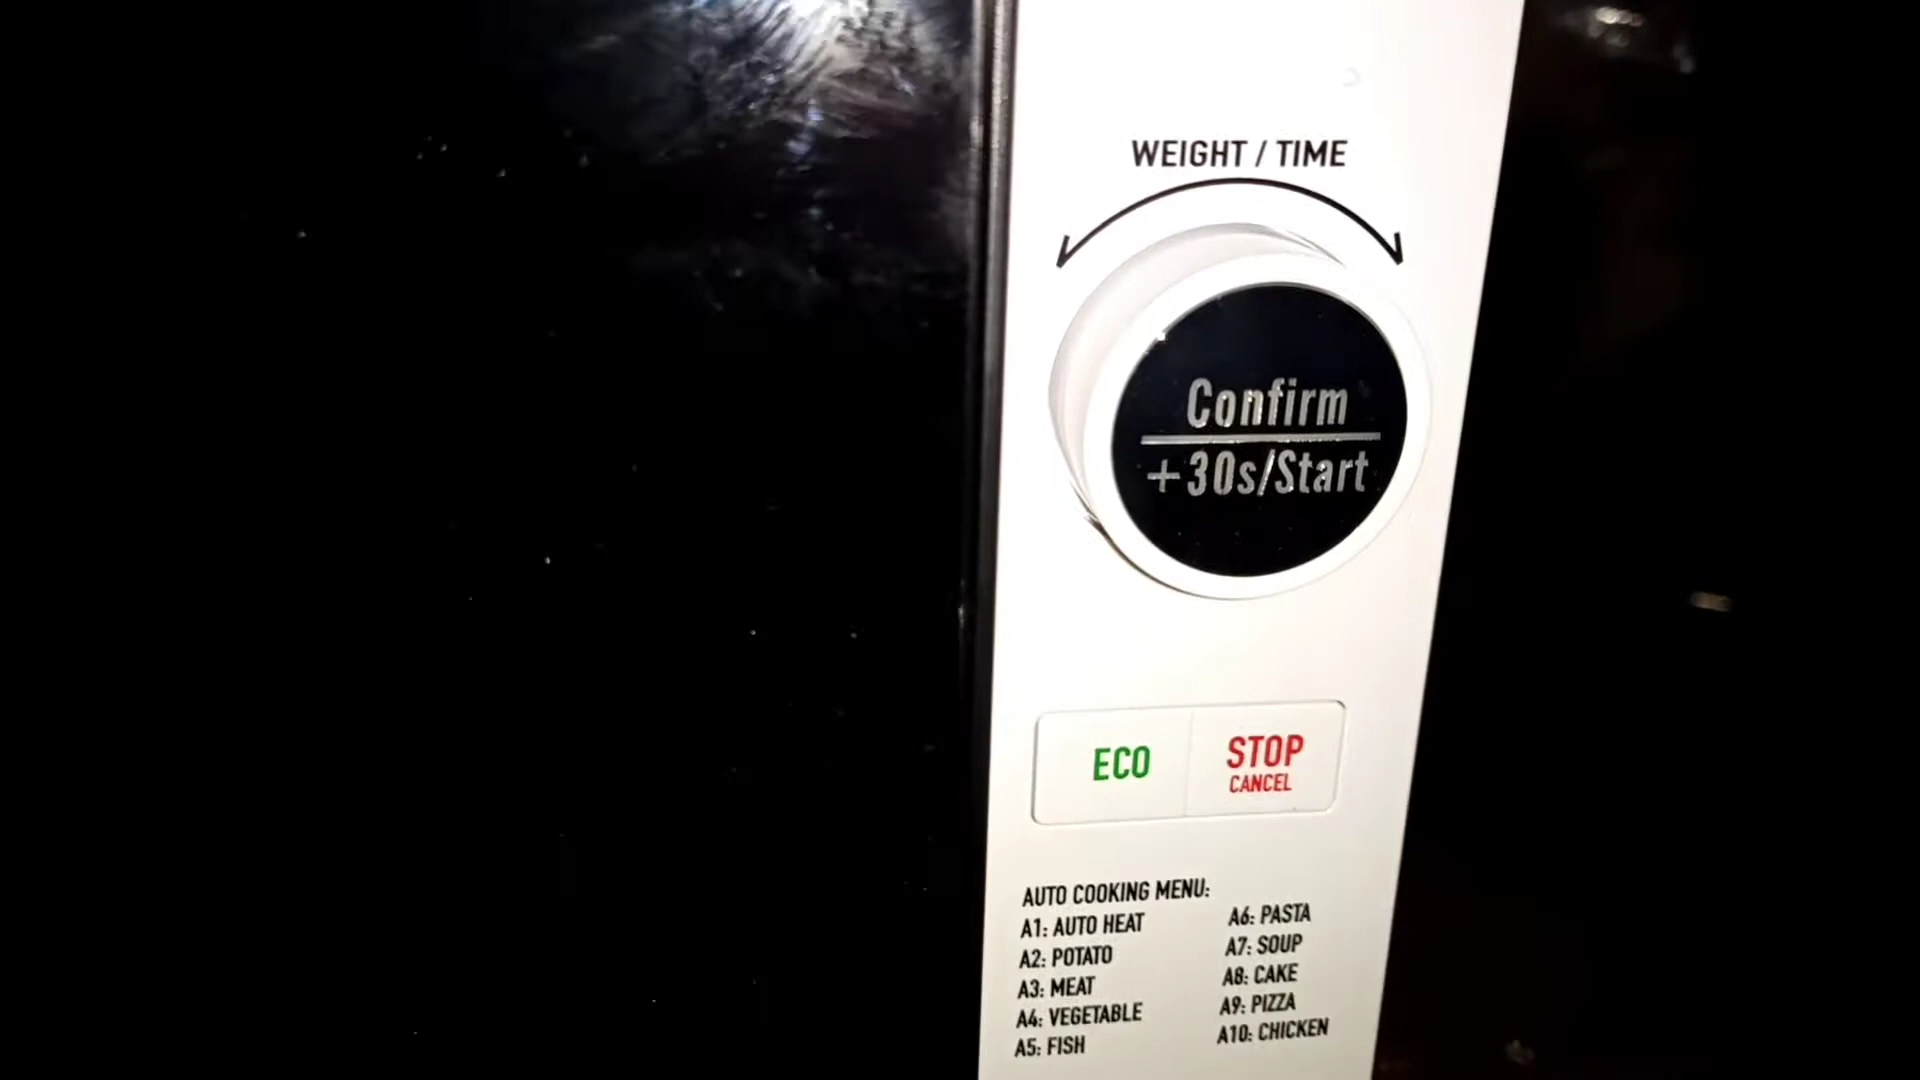 WEIGHT / TIME
Confirm
+30s/Start
ECO
STOP
CANCEL
AUTO COOKING MENU:
A1: AUTO HEAT
A2: POTATO
A3: MEAT
A4: VEGETABLE
A5: FISH
A6: PASTA
A7: SOUP
A8: CAKE
A9: PIZZA
A10: CHICKEN